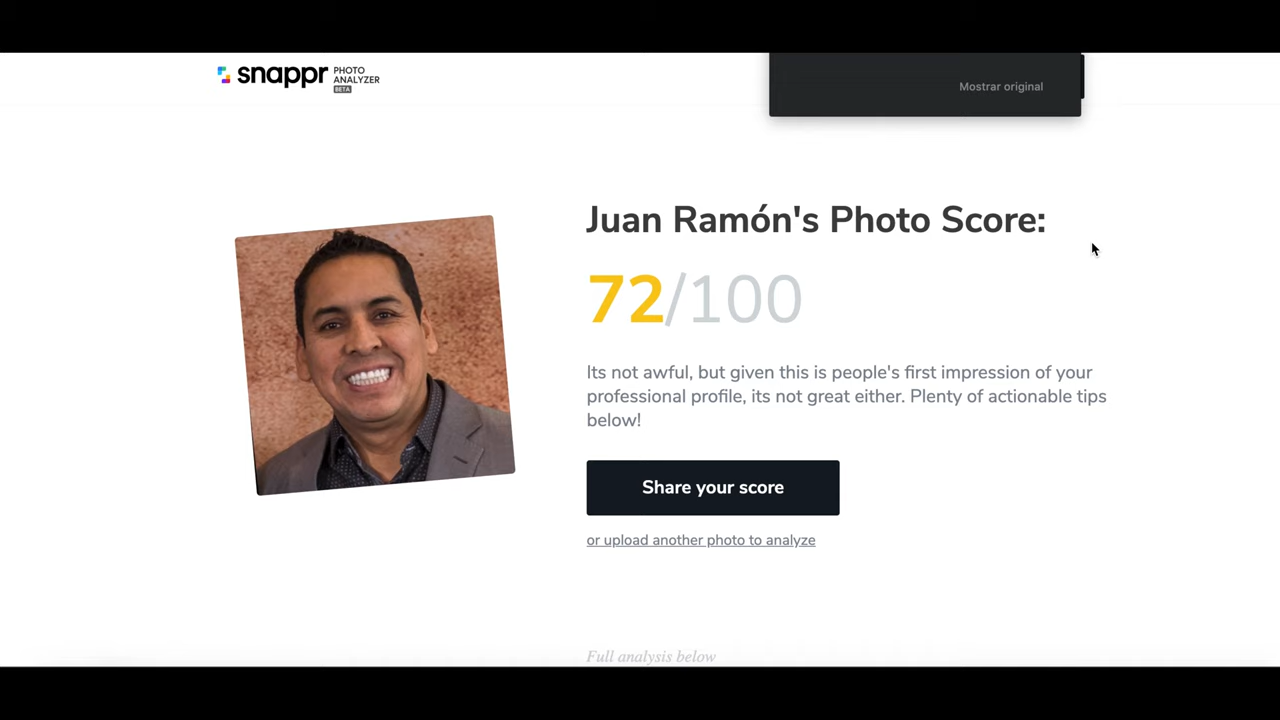 snappr PHOTO
ANALYZER
BETA
Mostrar original
Juan Ramón's Photo Score:
72/100
Its not awful, but given this is people's first impression of your
professional profile, its not great either. Plenty of actionable tips
below!
Share your score
or upload another photo to analyze
Full analysis below